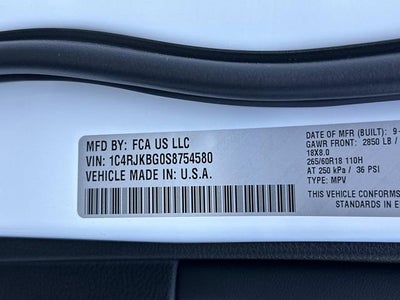 MFD BY: FCA US LLC
VIN: 1C4RJKBG0S8754580
VEHICLE MADE IN: U.S.A.
DATE OF MFR (BUILT): 9-
GAWR FRONT: 2850 LB /
18X8.0
265/60R18 110H
AT 250 kPa / 36 PSI
TYPE: MPV
THIS VEHICLE CONFORMS
STANDARDS IN E